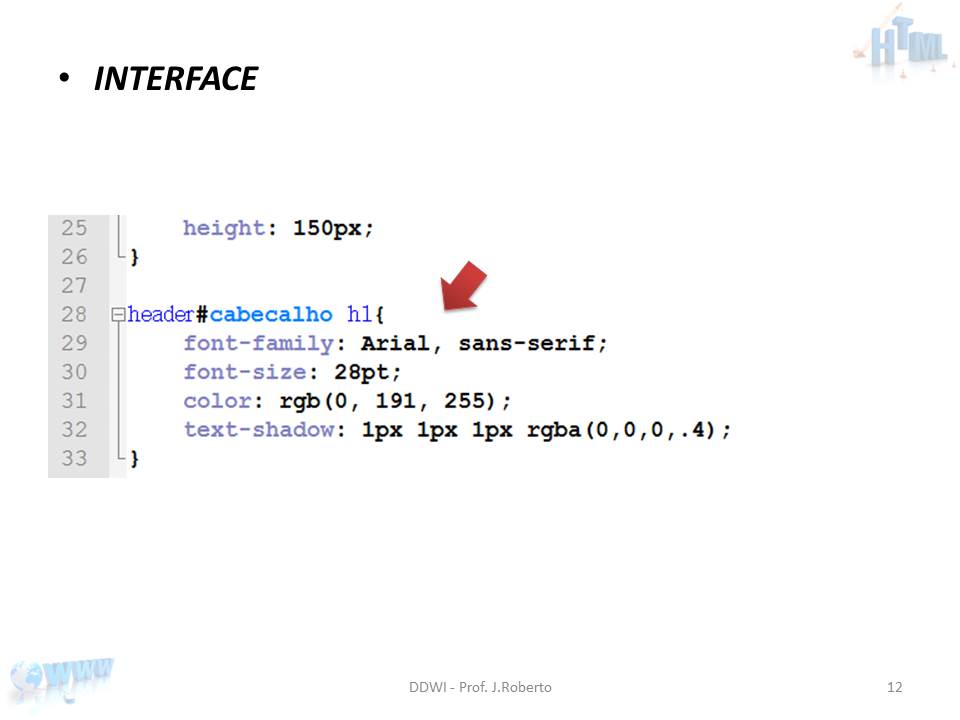 HTML
• INTERFACE
25 height: 150px;
26 }
27
28 header#cabecalho h1{
29 font-family: Arial, sans-serif;
30 font-size: 28pt;
31 color: rgb(0, 191, 255);
32 text-shadow: 1px 1px 1px rgba(0,0,0,.4);
33 }
WWW
DDWI - Prof. J.Roberto
12